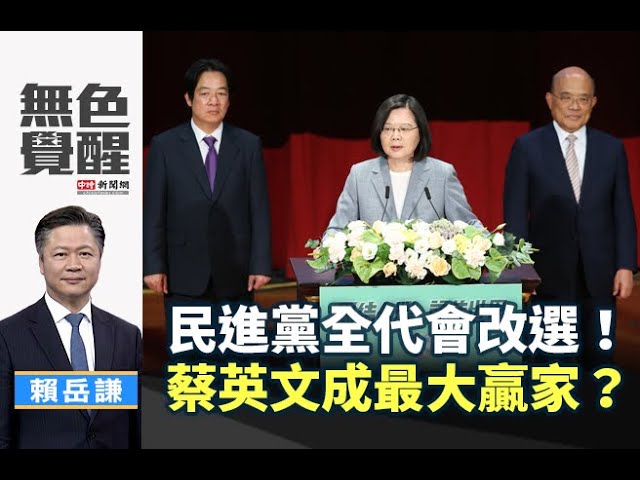 無色
覺醒
中時新聞網
賴岳謙
民進黨全代會改選！
蔡英文成最大贏家？